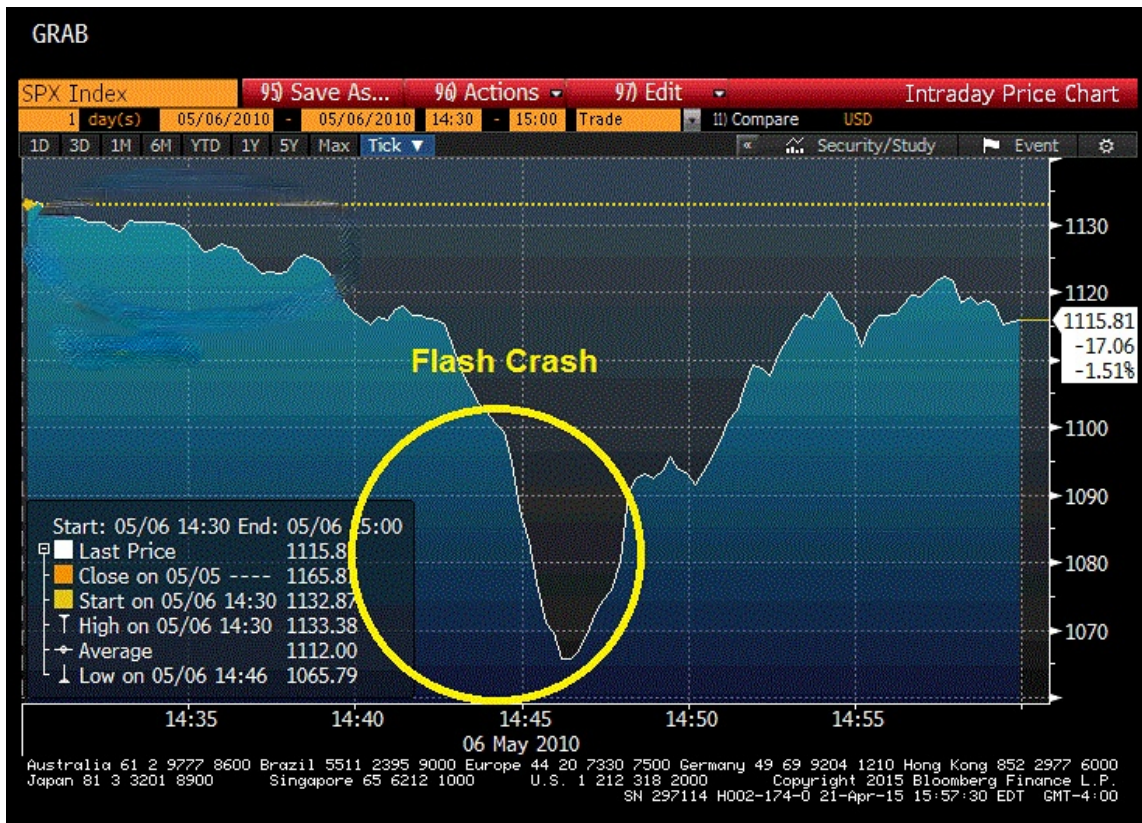 GRAB
SPX Index 95) Save As... 96) Actions 97) Edit Intraday Price Chart
1 day(s) 05/06/2010 - 05/06/2010 14:30 - 15:00 Trade 11) Compare USD
1D 3D 1M 6M YTD 1Y 5Y Max Tick ▼ « Security/Study Event
1130
1120
1115.81
-17.06
-1.51%
Flash Crash
1100
1090
1080
1070
Start: 05/06 14:30 End: 05/06 15:00
Last Price 1115.81
Close on 05/05 ---- 1165.87
Start on 05/06 14:30 1132.87
High on 05/06 14:30 1133.38
Average 1112.00
Low on 05/06 14:46 1065.79
14:35 14:40 14:45 14:50 14:55
06 May 2010
Australia 61 2 9777 8600 Brazil 5511 2395 9000 Europe 44 20 7330 7500 Germany 49 69 9204 1210 Hong Kong 852 2977 6000
Japan 81 3 3201 8900 Singapore 65 6212 1000 U.S. 1 212 318 2000 Copyright 2015 Bloomberg Finance L.P.
SN 297114 H002-174-0 21-Apr-15 15:57:30 EDT GMT-4:00